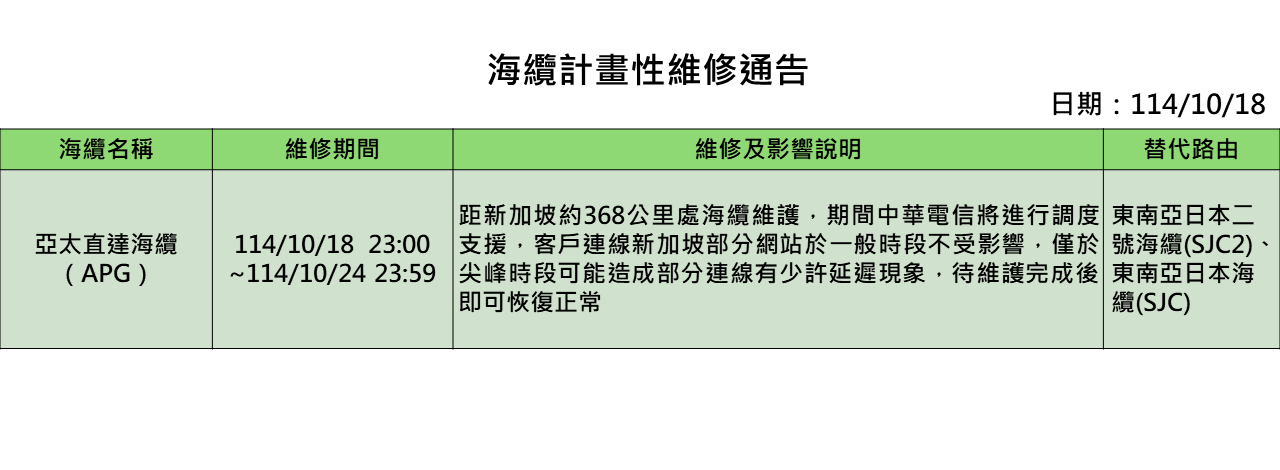 海纜計畫性維修通告
日期：114/10/18
海纜名稱
維修期間
維修及影響說明
替代路由
亞太直達海纜
（APG）
114/10/18 23:00
~114/10/24 23:59
距新加坡約368公里處海纜維護，期間中華電信將進行調度
支援，客戶連線新加坡部分網站於一般時段不受影響，僅於
尖峰時段可能造成部分連線有少許延遲現象，待維護完成後
即可恢復正常
東南亞日本二
號海纜(SJC2)、
東南亞日本海
纜(SJC)